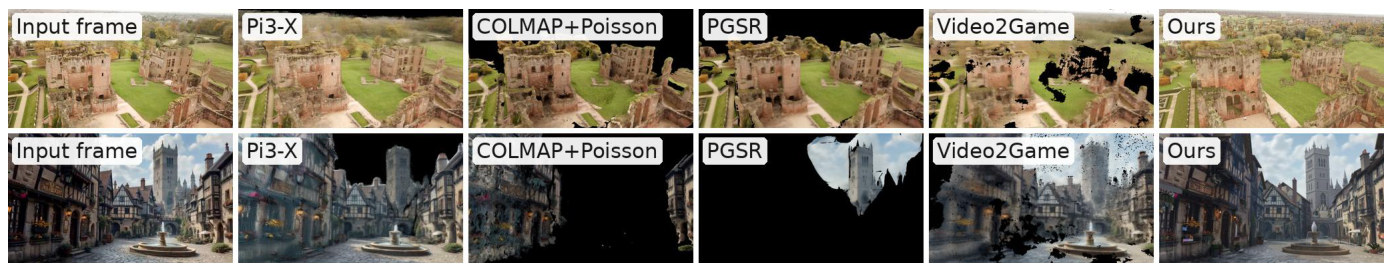 Input frame
Pi3-X
COLMAP+Poisson
PGSR
Video2Game
Ours
Input frame
Pi3-X
COLMAP+Poisson
PGSR
Video2Game
Ours